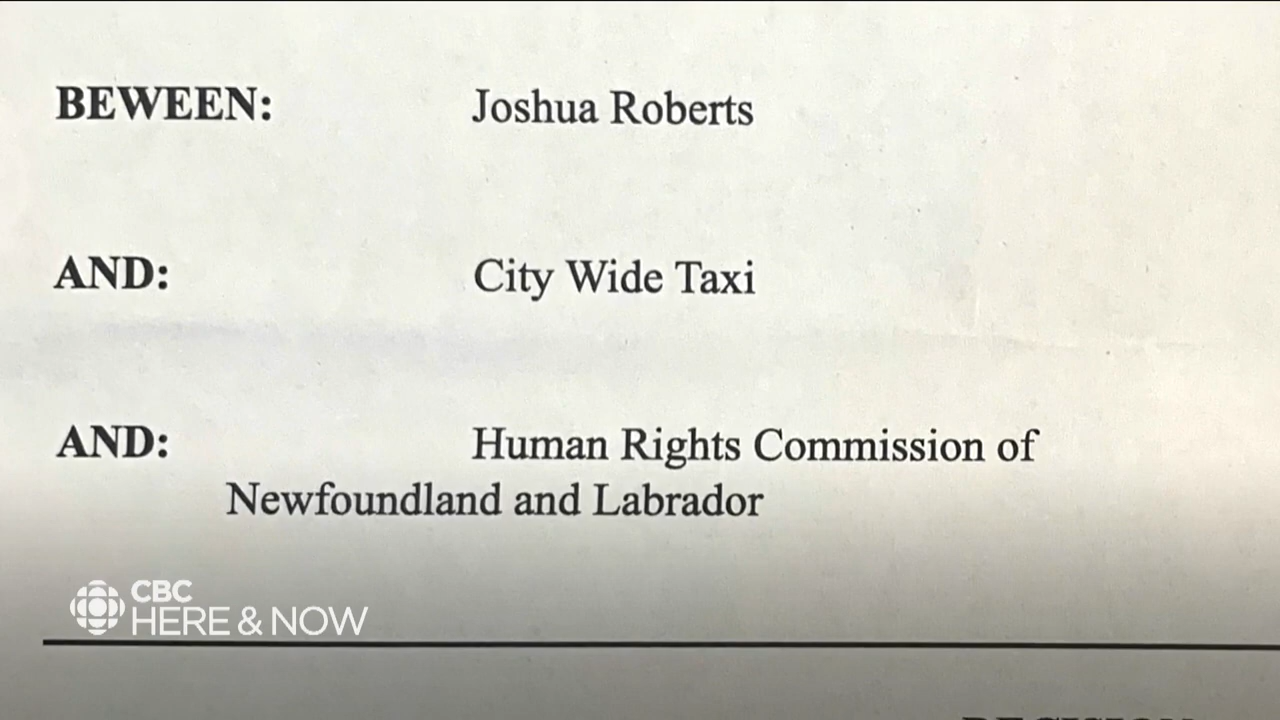 BEWEEN: Joshua Roberts
AND: City Wide Taxi
AND: Human Rights Commission of
Newfoundland and Labrador
CBC
HERE & NOW